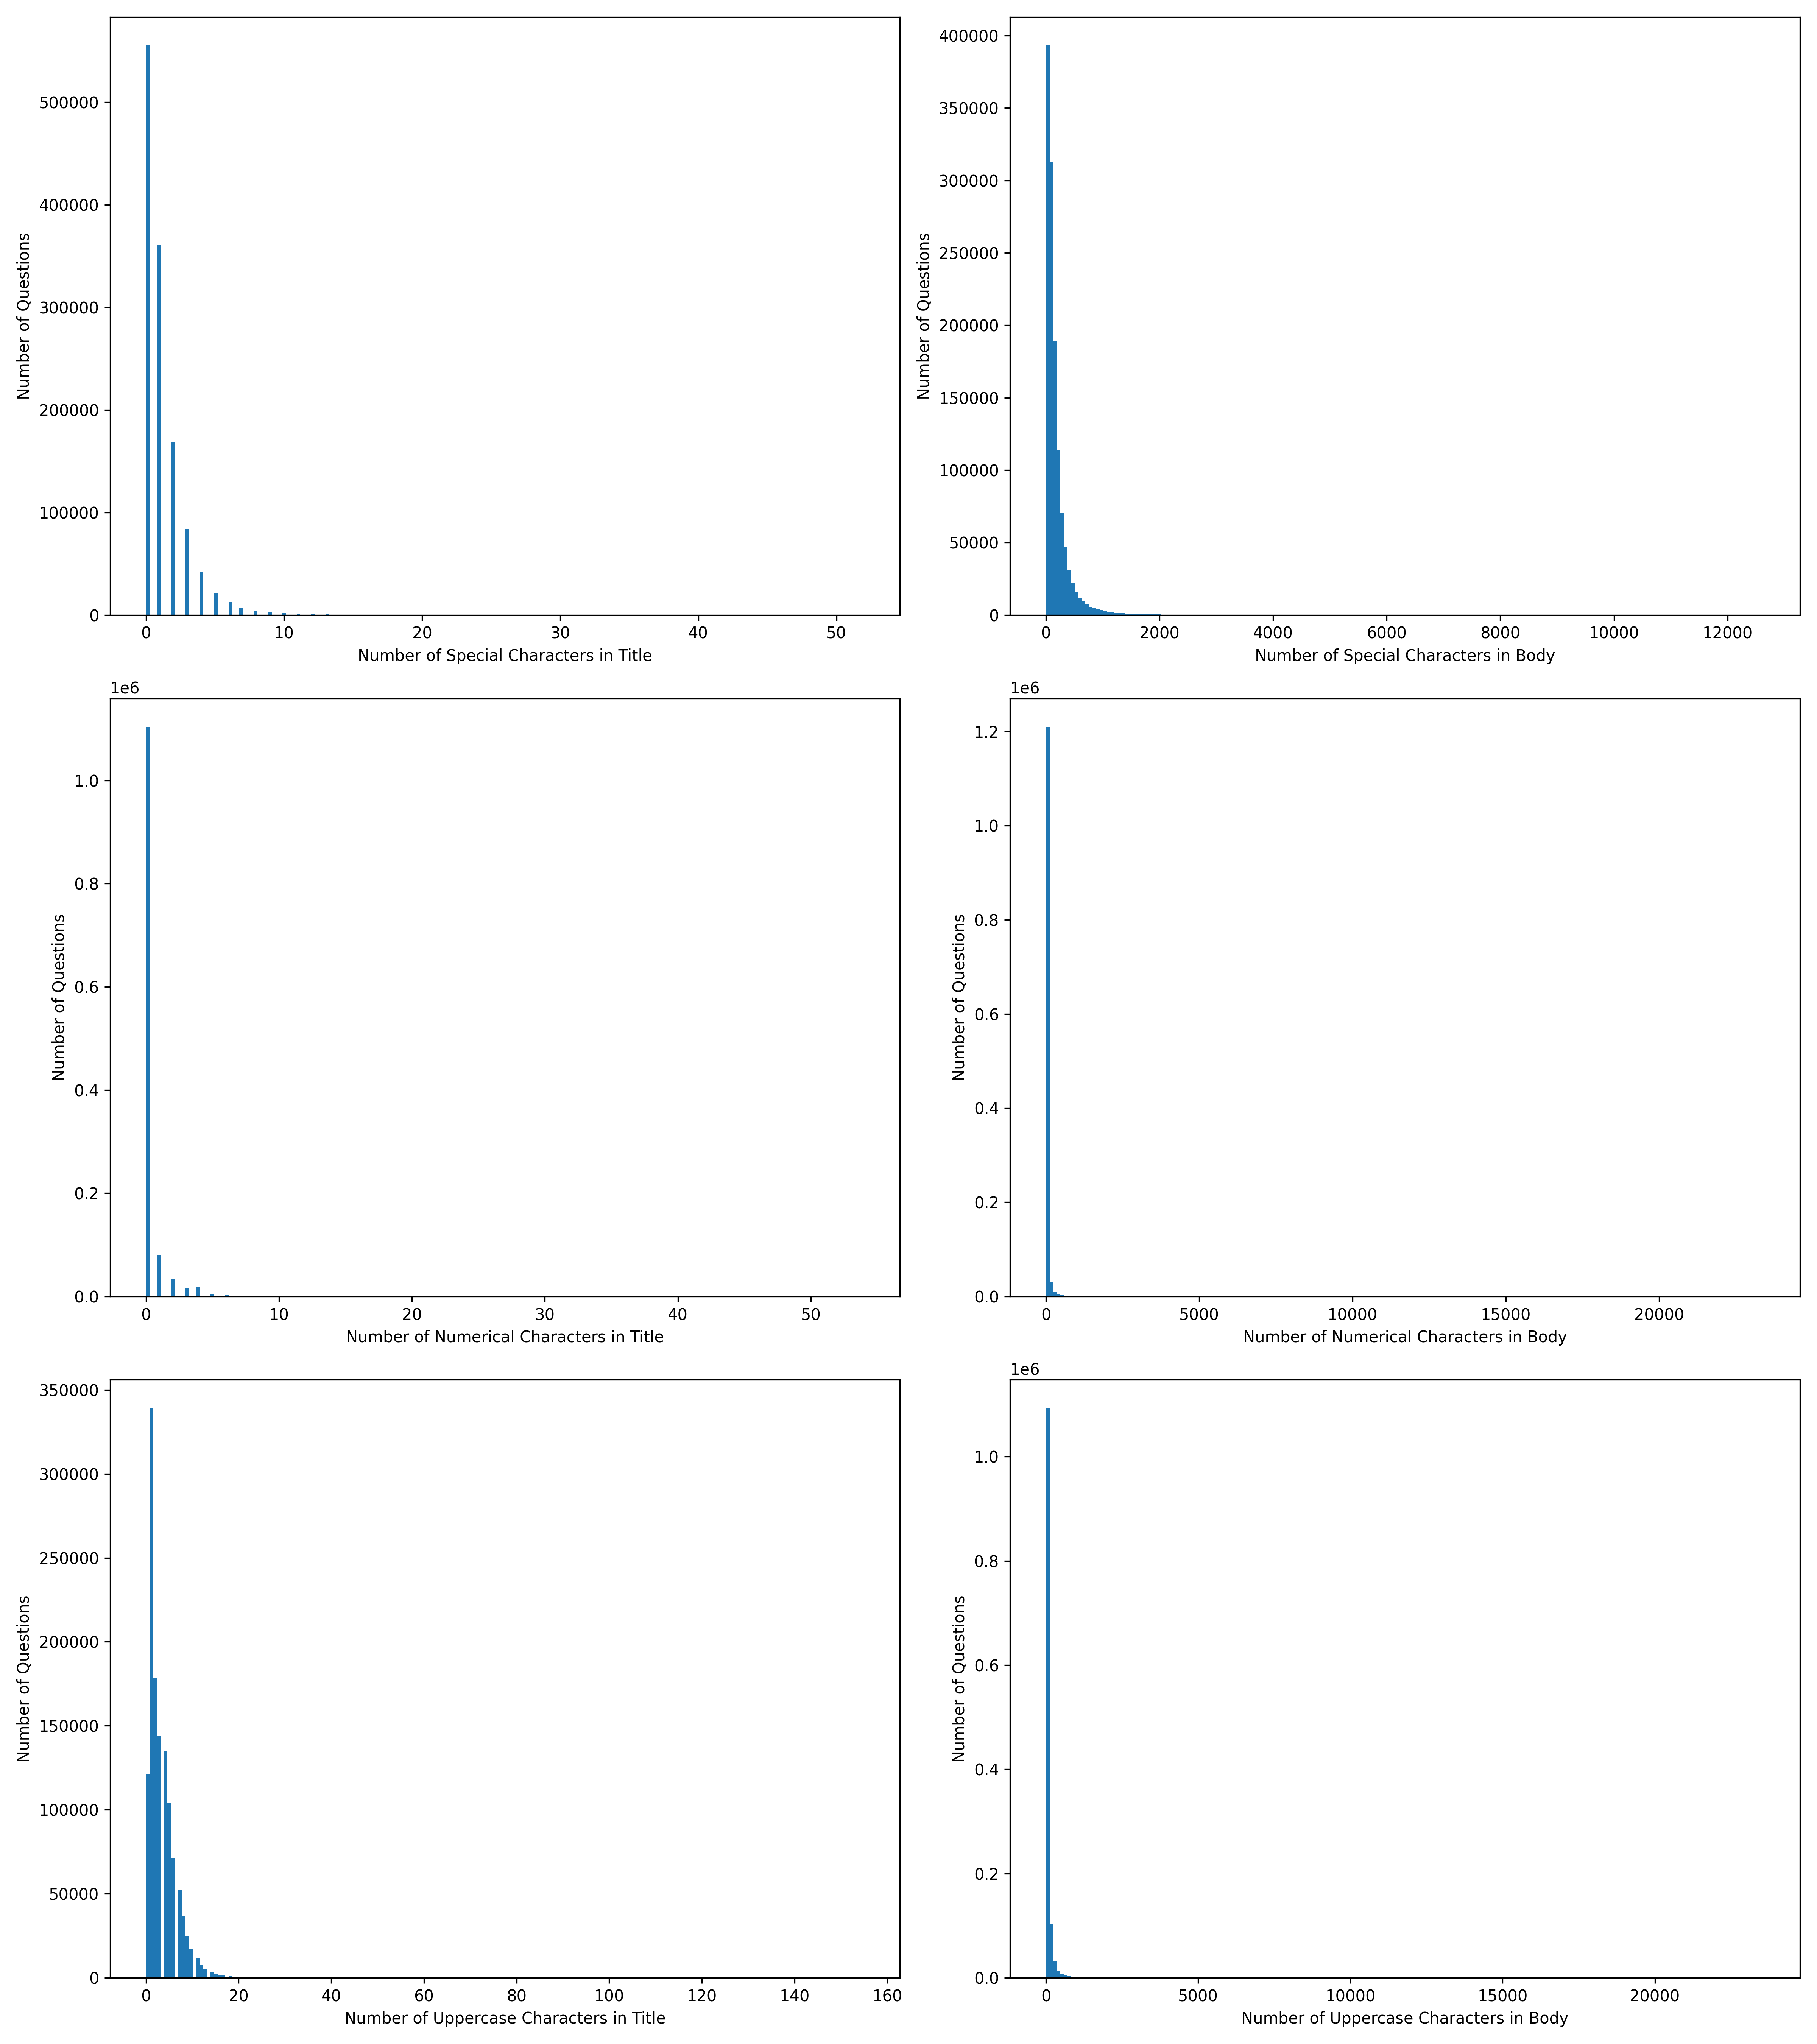 500000
400000
300000
200000
100000
0
Number of Questions
0 10 20 30 40 50
Number of Special Characters in Title
400000
350000
300000
250000
200000
150000
100000
50000
0
Number of Questions
0 2000 4000 6000 8000 10000 12000
Number of Special Characters in Body
1e6
1.0
0.8
0.6
0.4
0.2
0.0
Number of Questions
0 10 20 30 40 50
Number of Numerical Characters in Title
1e6
1.2
1.0
0.8
0.6
0.4
0.2
0.0
Number of Questions
0 5000 10000 15000 20000
Number of Numerical Characters in Body
350000
300000
250000
200000
150000
100000
50000
0
Number of Questions
0 20 40 60 80 100 120 140 160
Number of Uppercase Characters in Title
1e6
1.0
0.8
0.6
0.4
0.2
0.0
Number of Questions
0 5000 10000 15000 20000
Number of Uppercase Characters in Body